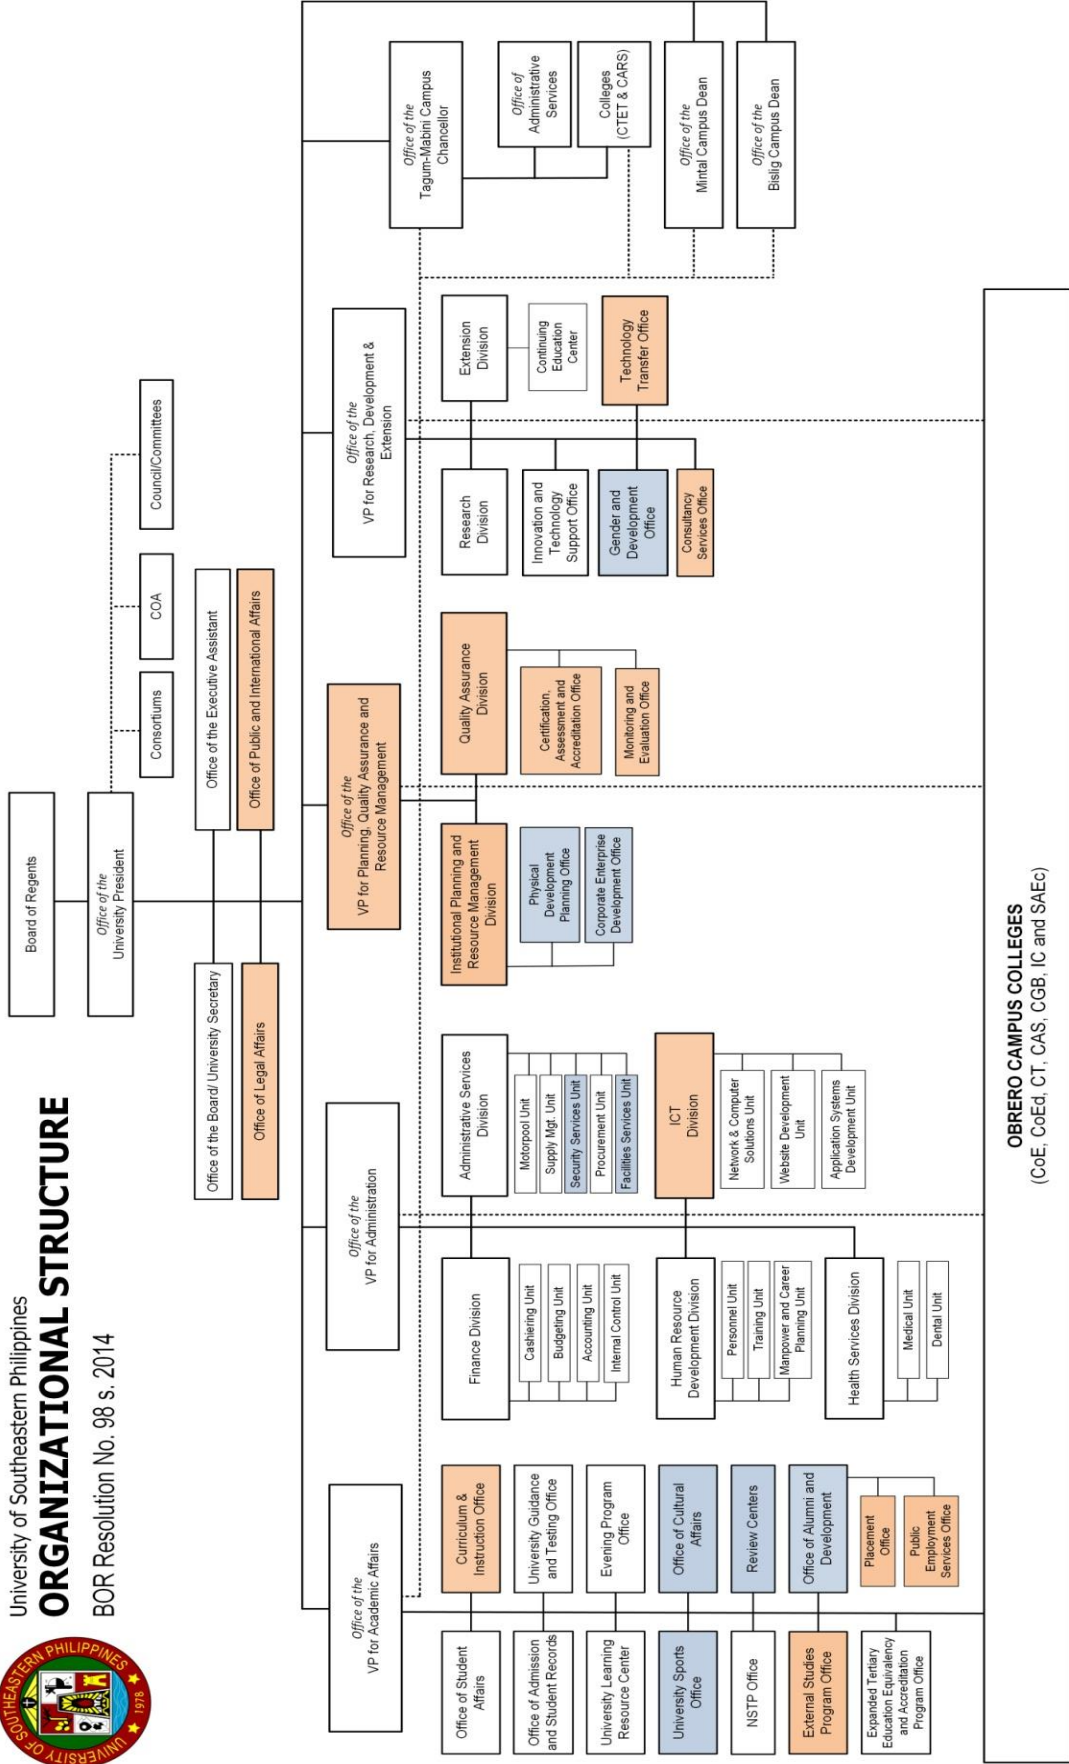 UNIVERSITY OF SOUTHEASTERN PHILIPPINES
1978
University of Southeastern Philippines
ORGANIZATIONAL STRUCTURE
BOR Resolution No. 98 s. 2014
Board of Regents
Office of the
University President
Consortiums
COA
Council/Committees
Office of the Board/ University Secretary
Office of the Executive Assistant
Office of Legal Affairs
Office of Public and International Affairs
Office of the
VP for Academic Affairs
Office of the
VP for Administration
Office of the
VP for Planning, Quality Assurance and
Resource Management
Office of the
VP for Research, Development &
Extension
Office of the
Tagum-Mabini Campus
Chancellor
Office of
Administrative
Services
Colleges
(CTET & CARS)
Office of the
Mintal Campus Dean
Office of the
Bislig Campus Dean
Office of Student
Affairs
Curriculum &
Instruction Office
Office of Admission
and Student Records
University Guidance
and Testing Office
University Learning
Resource Center
Evening Program
Office
University Sports
Office
Office of Cultural
Affairs
NSTP Office
Review Centers
External Studies
Program Office
Office of Alumni and
Development
Expanded Tertiary
Education Equivalency
and Accreditation
Program Office
Placement
Office
Public
Employment
Services Office
Finance Division
Cashiering Unit
Budgeting Unit
Accounting Unit
Internal Control Unit
Administrative Services
Division
Motorpool Unit
Supply Mgt. Unit
Security Services Unit
Procurement Unit
Facilities Services Unit
Human Resource
Development Division
Personnel Unit
Training Unit
Manpower and Career
Planning Unit
ICT
Division
Network & Computer
Solutions Unit
Website Development
Unit
Application Systems
Development Unit
Health Services Division
Medical Unit
Dental Unit
Institutional Planning and
Resource Management
Division
Physical
Development
Planning Office
Corporate Enterprise
Development Office
Quality Assurance
Division
Certification,
Assessment and
Accreditation Office
Monitoring and
Evaluation Office
Research
Division
Extension
Division
Continuing
Education
Center
Innovation and
Technology
Support Office
Gender and
Development
Office
Technology
Transfer Office
Consultancy
Services Office
OBRERO CAMPUS COLLEGES
(CoE, CoEd, CT, CAS, CGB, IC and SAEc)